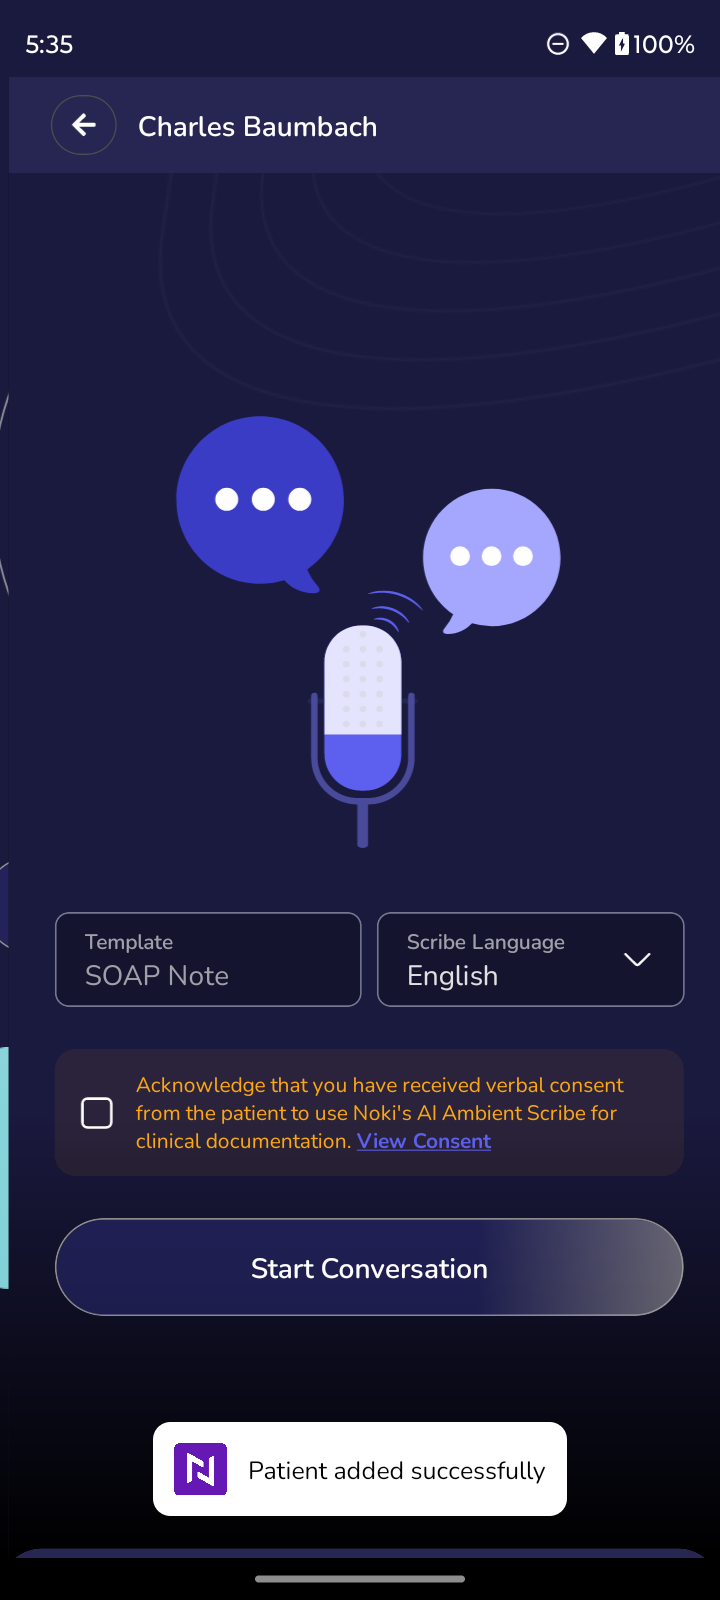 5:35
100%
Charles Baumbach
Template
SOAP Note
Scribe Language
English
Acknowledge that you have received verbal consent
from the patient to use Noki's AI Ambient Scribe for
clinical documentation. View Consent
Start Conversation
Patient added successfully